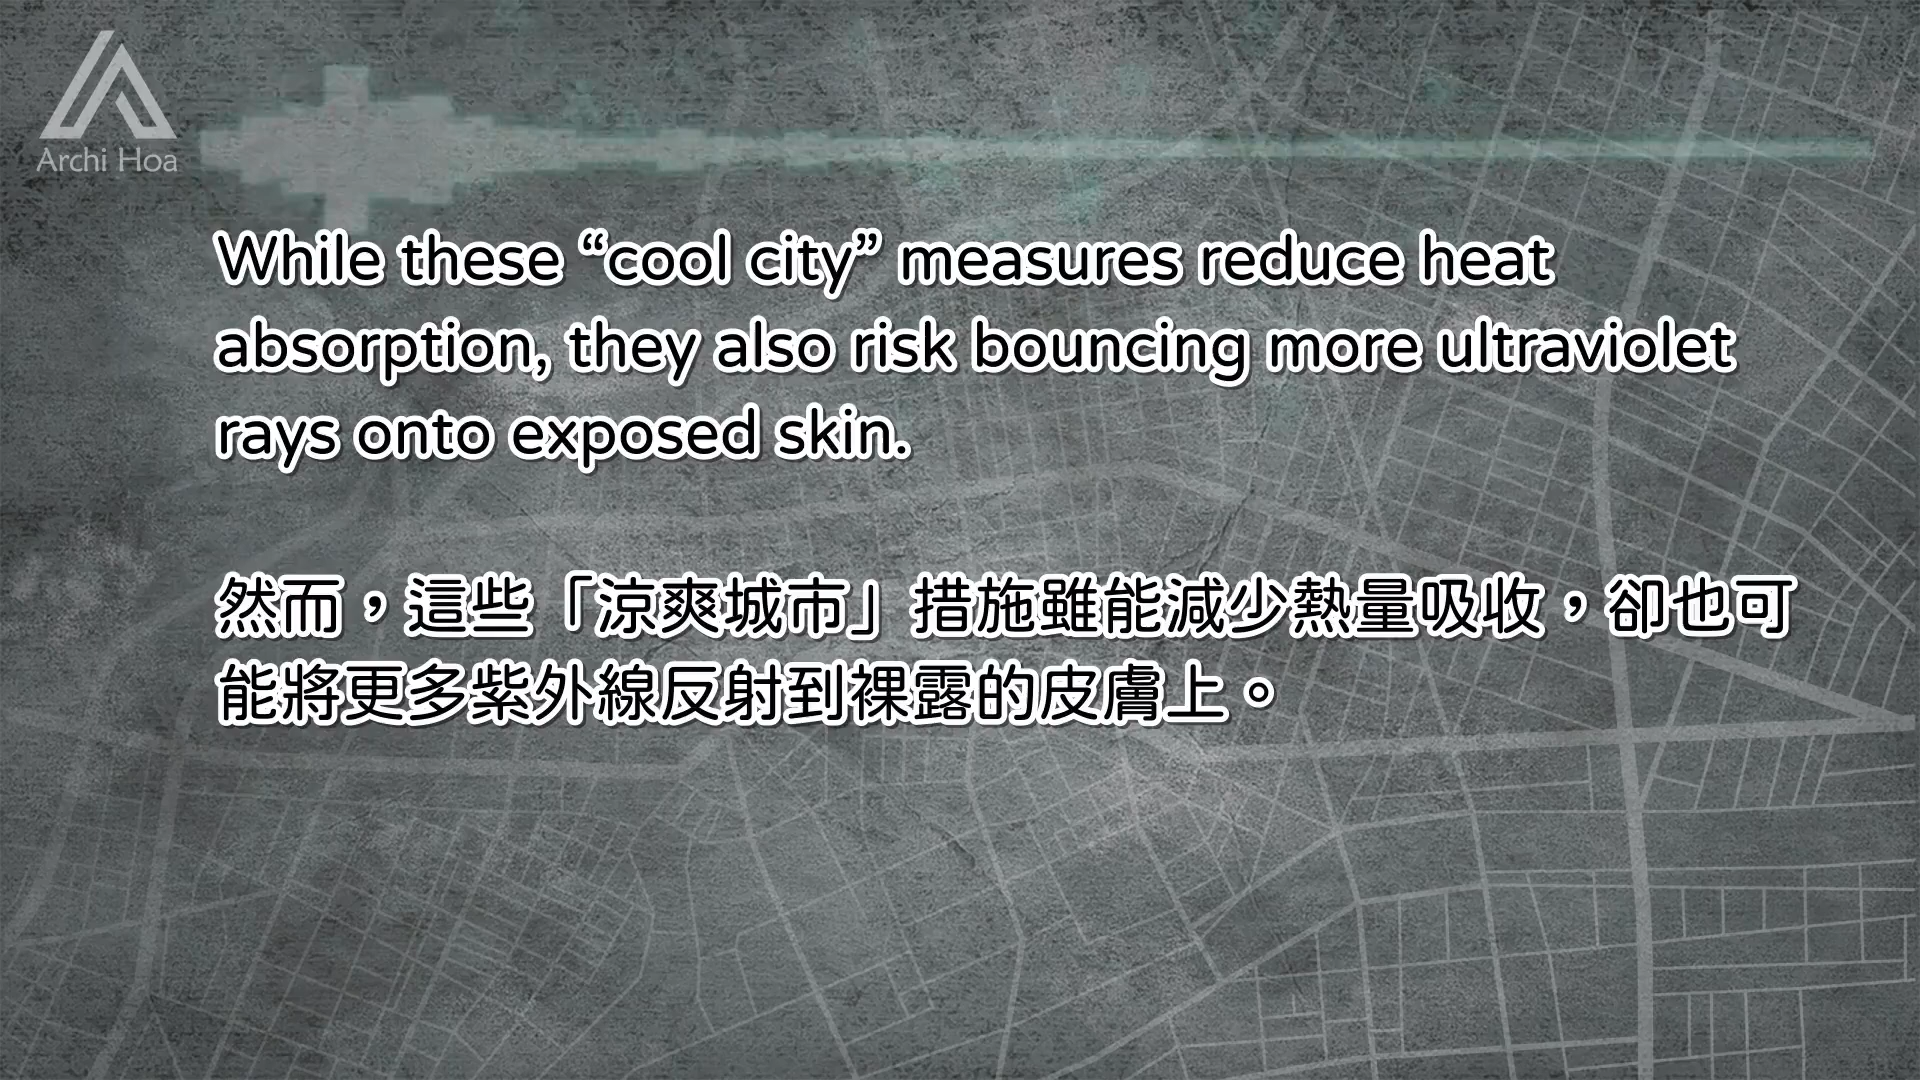 Archi Hoa
While these “cool city” measures reduce heat
absorption, they also risk bouncing more ultraviolet
rays onto exposed skin.
然而，這些「涼爽城市」措施雖能減少熱量吸收，卻也可
能將更多紫外線反射到裸露的皮膚上。